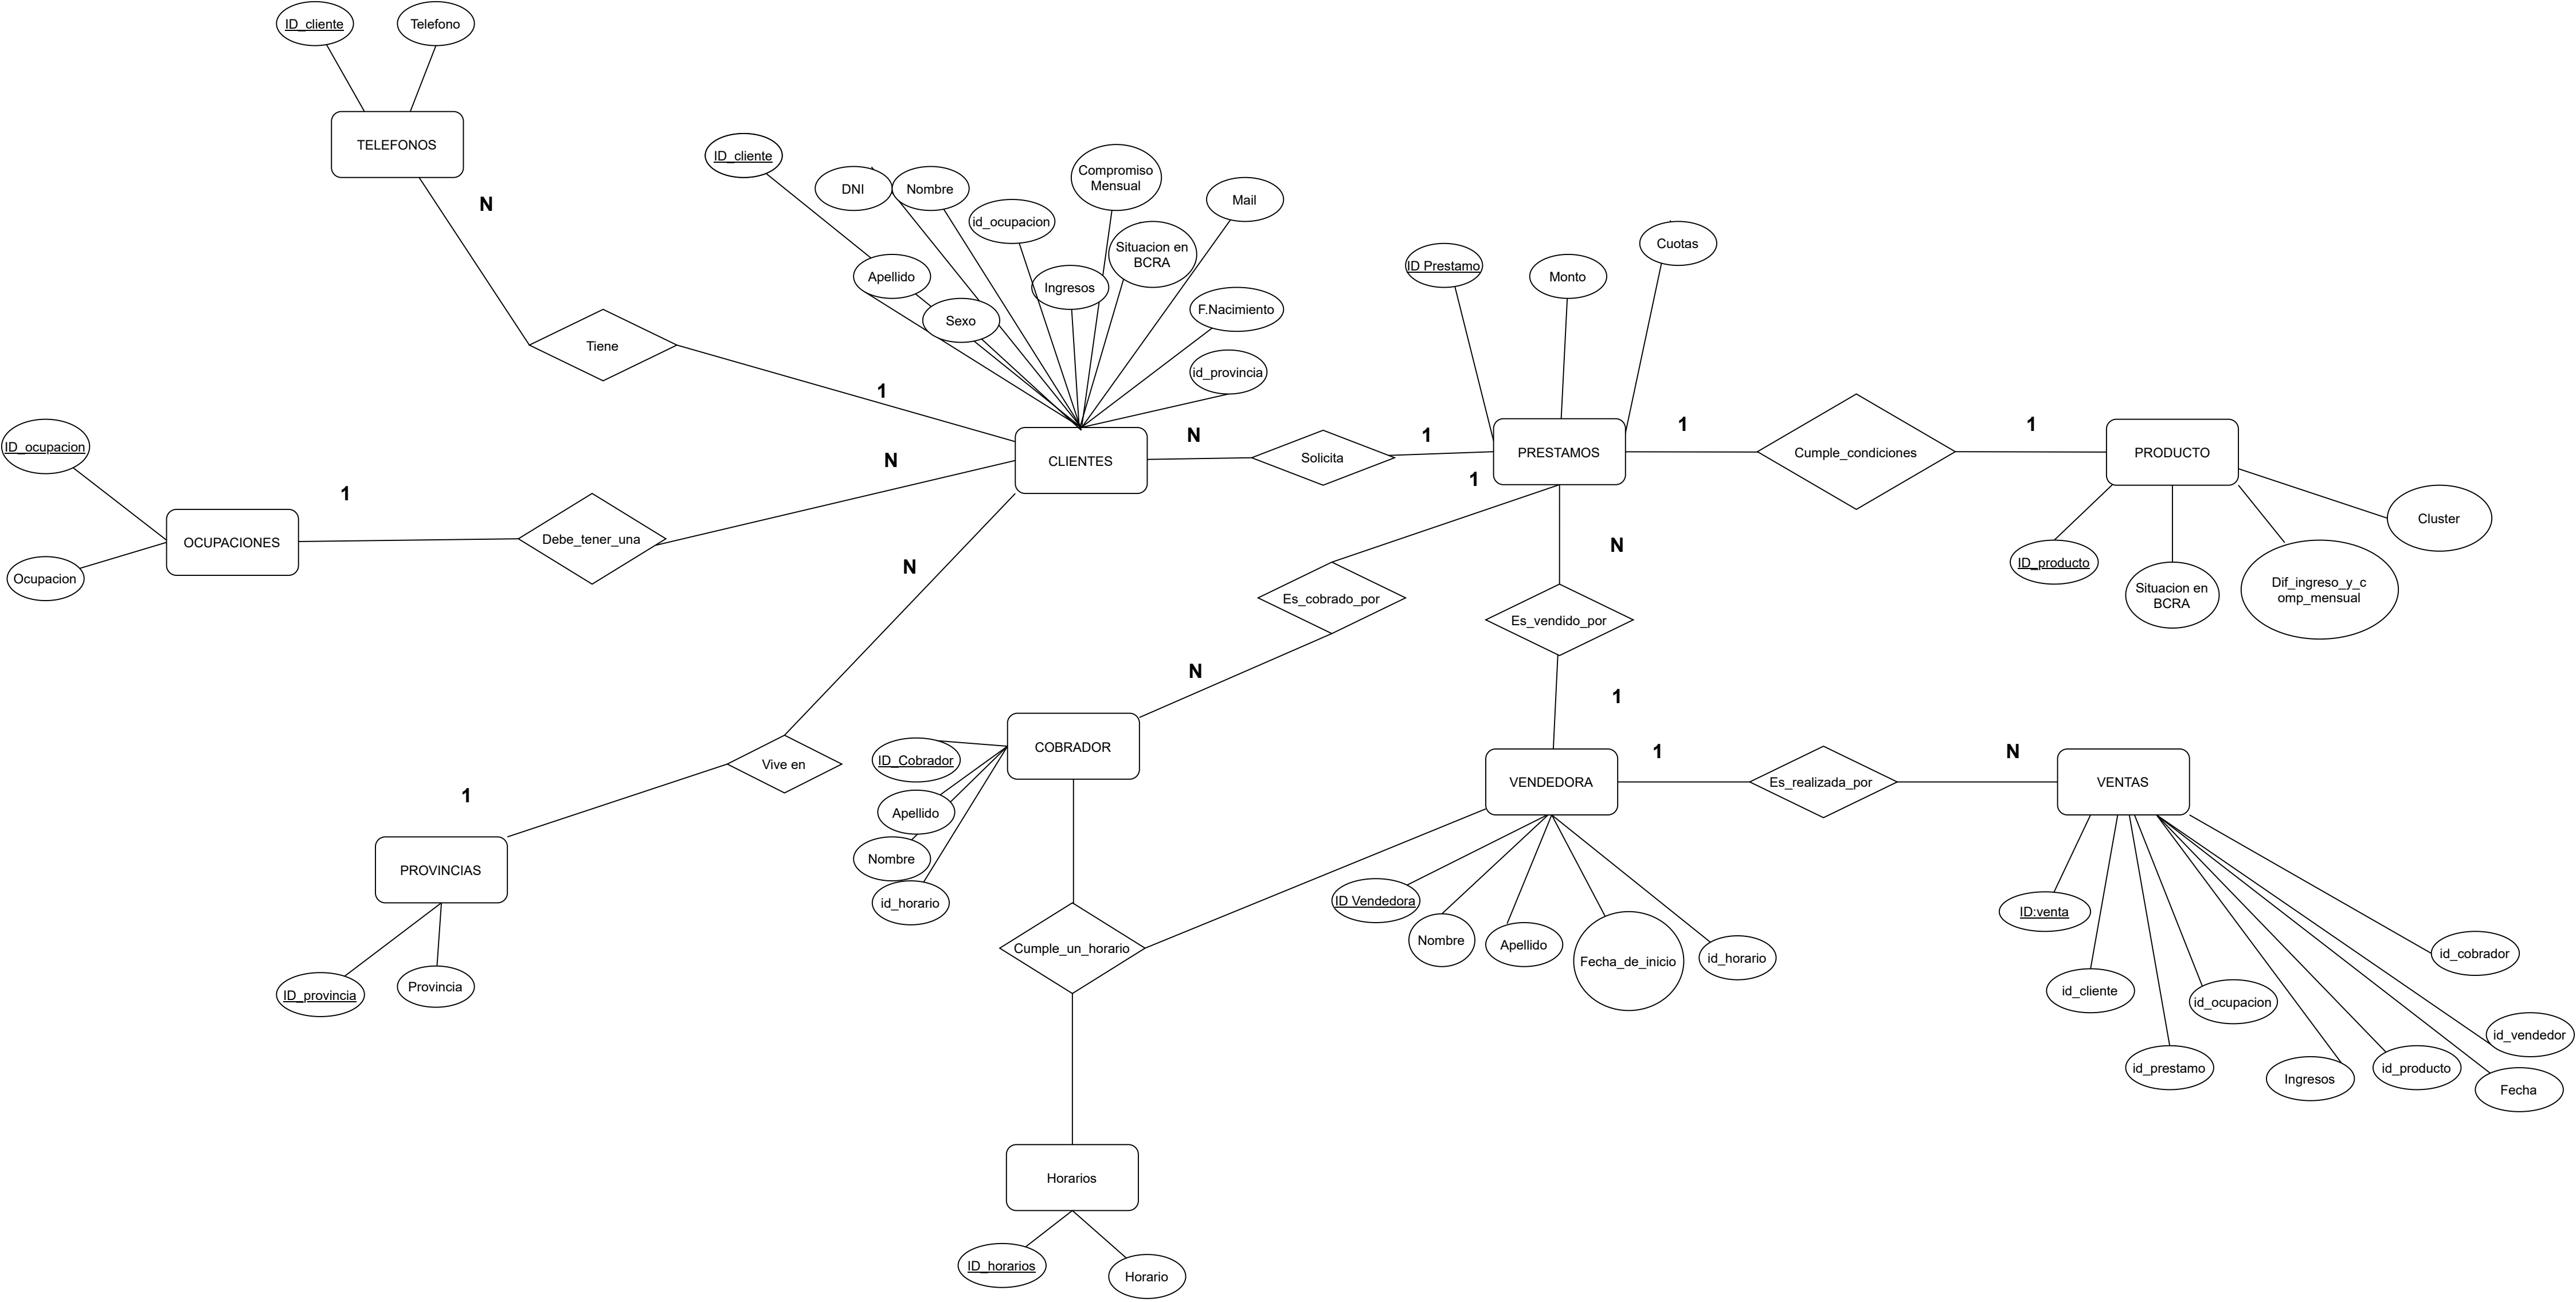 ID_cliente
Telefono
TELEFONOS
N
ID_cliente
DNI
Nombre
Compromiso
Mensual
Mail
id_ocupacion
Situacion en
BCRA
Apellido
Ingresos
Sexo
F.Nacimiento
id_provincia
ID Prestamo
Monto
Cuotas
Tiene
1
ID_ocupacion
Ocupacion
OCUPACIONES
1
Debe_tener_una
N
CLIENTES
N
Solicita
1
PRESTAMOS
1
Cumple_condiciones
1
PRODUCTO
1
Cluster
ID_producto
Situacion en
BCRA
Dif_ingreso_y_c
omp_mensual
N
N
Es_cobrado_por
Es_vendido_por
N
1
Vive en
1
PROVINCIAS
ID_provincia
Provincia
COBRADOR
ID_Cobrador
Apellido
Nombre
id_horario
VENDEDORA
1
Es_realizada_por
N
VENTAS
ID Vendedora
Nombre
Apellido
Fecha_de_inicio
id_horario
Cumple_un_horario
ID:venta
id_cliente
id_prestamo
id_ocupacion
Ingresos
id_producto
Fecha
id_vendedor
id_cobrador
Horarios
ID_horarios
Horario